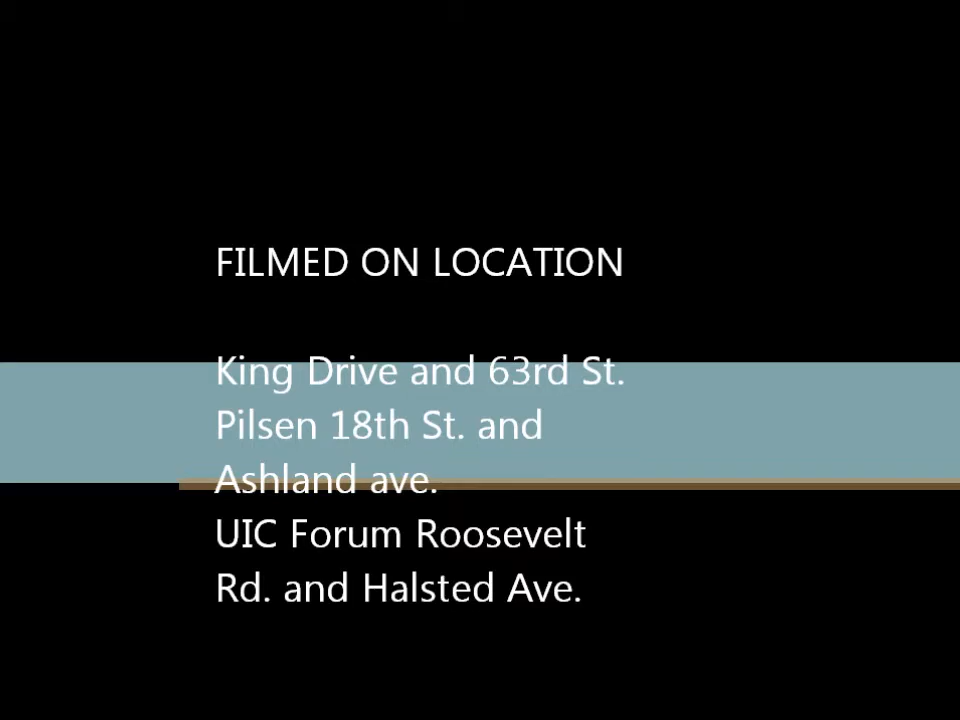 FILMED ON LOCATION
King Drive and 63rd St.
Pilsen 18th St. and
Ashland ave.
UIC Forum Roosevelt
Rd. and Halsted Ave.